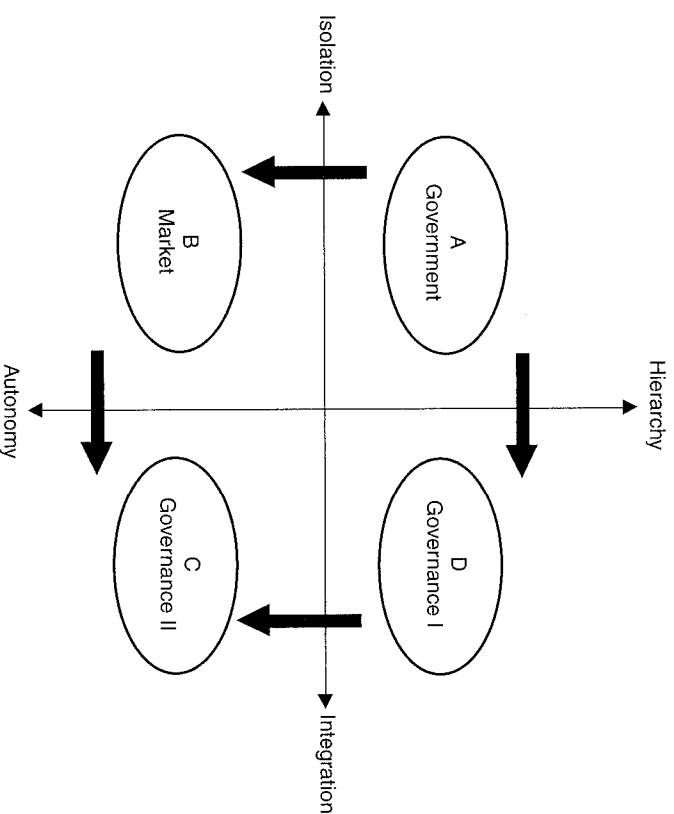 Hierarchy
A
Government
D
Governance I
Isolation
Integration
B
Market
C
Governance II
Autonomy